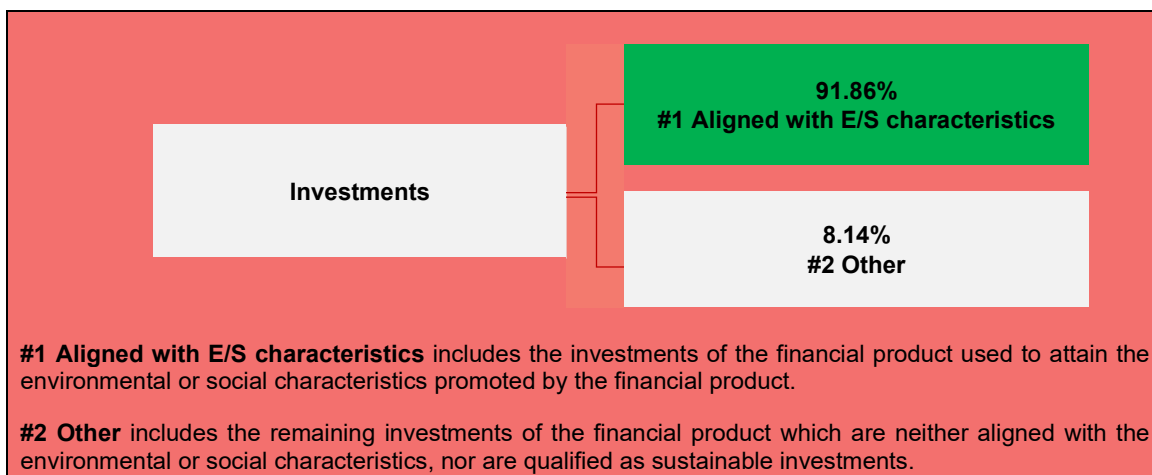 91.86%
#1 Aligned with E/S characteristics
Investments
8.14%
#2 Other
#1 Aligned with E/S characteristics includes the investments of the financial product used to attain the
environmental or social characteristics promoted by the financial product.
#2 Other includes the remaining investments of the financial product which are neither aligned with the
environmental or social characteristics, nor are qualified as sustainable investments.